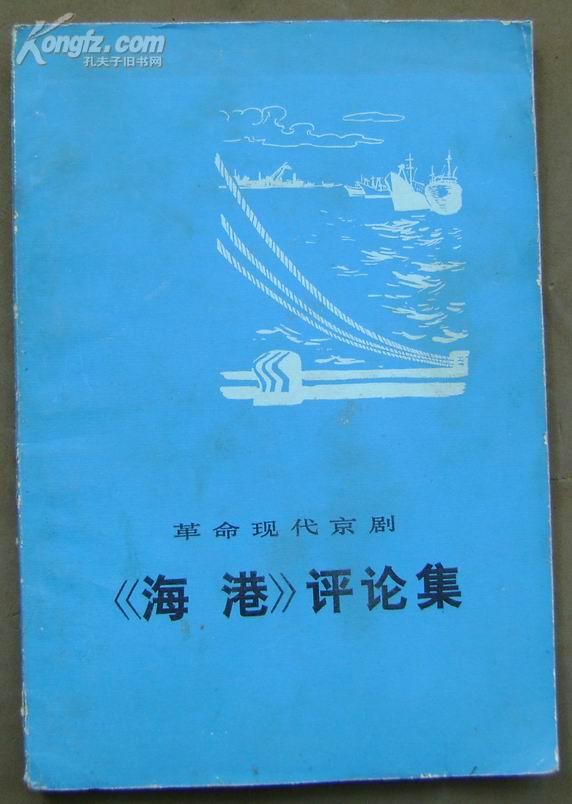 Kongfz.com
孔夫子旧书网
革命现代京剧
《海 港》评论集